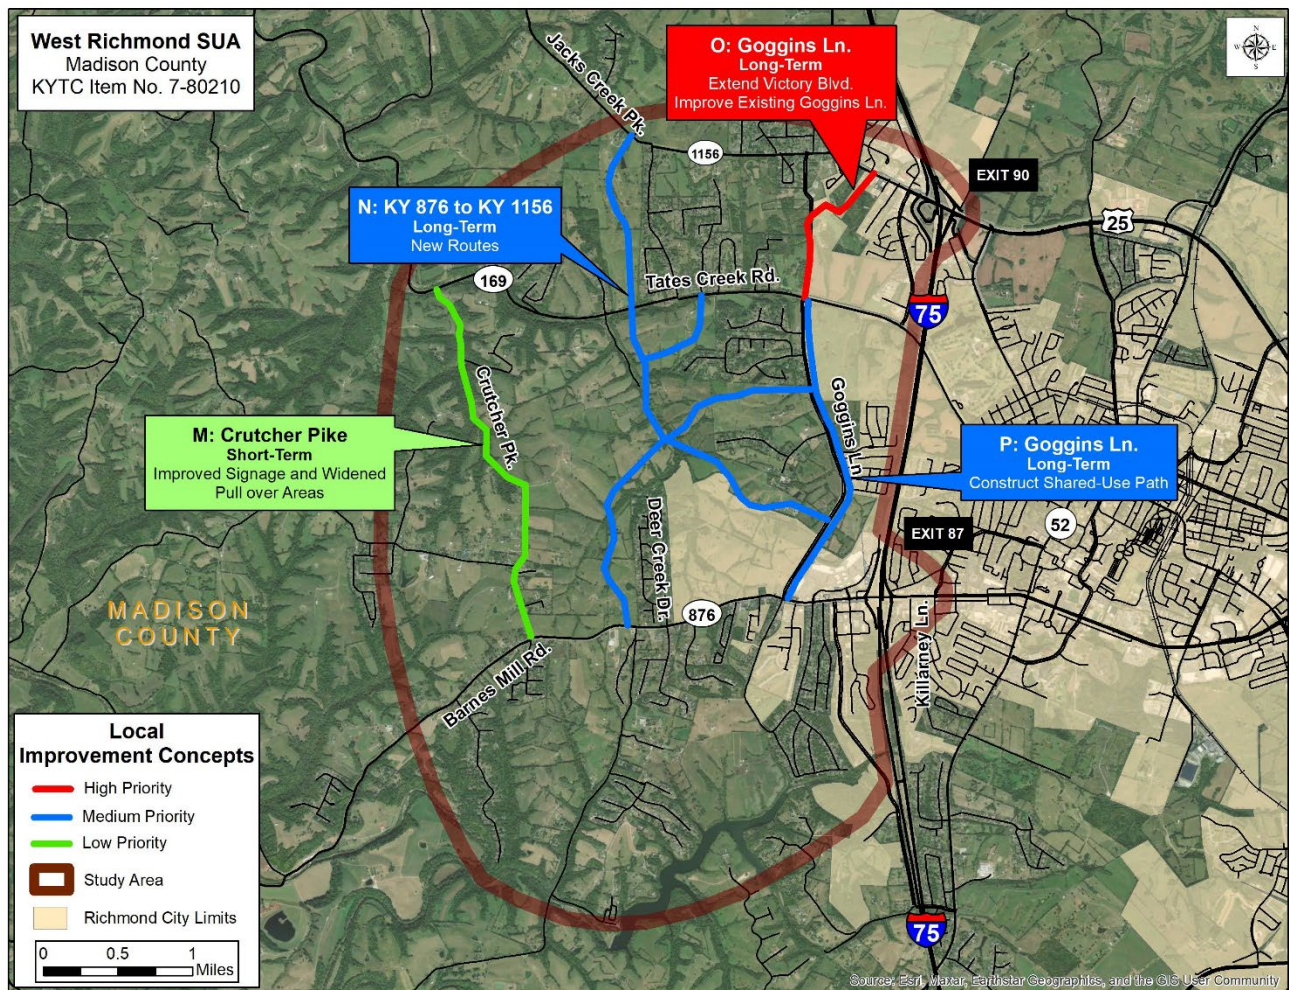 West Richmond SUA
Madison County
KYTC Item No. 7-80210
O: Goggins Ln.
Long-Term
Extend Victory Blvd.
Improve Existing Goggins Ln.
N
W
E
S
Jacks Creek Pk.
1156
EXIT 90
N: KY 876 to KY 1156
Long-Term
New Routes
25
169
Tates Creek Rd.
75
Crutcher Pk.
Goggins Ln.
M: Crutcher Pike
Short-Term
Improved Signage and Widened
Pull over Areas
P: Goggins Ln.
Long-Term
Construct Shared-Use Path
52
EXIT 87
Deer Creek Dr.
MADISON
COUNTY
876
Killarney Ln.
Barnes Mill Rd.
Local
Improvement Concepts
High Priority
Medium Priority
Low Priority
Study Area
Richmond City Limits
0 0.5 1
Miles
75
Source: Esri, Maxar, Earthstar Geographics, and the GIS User Community